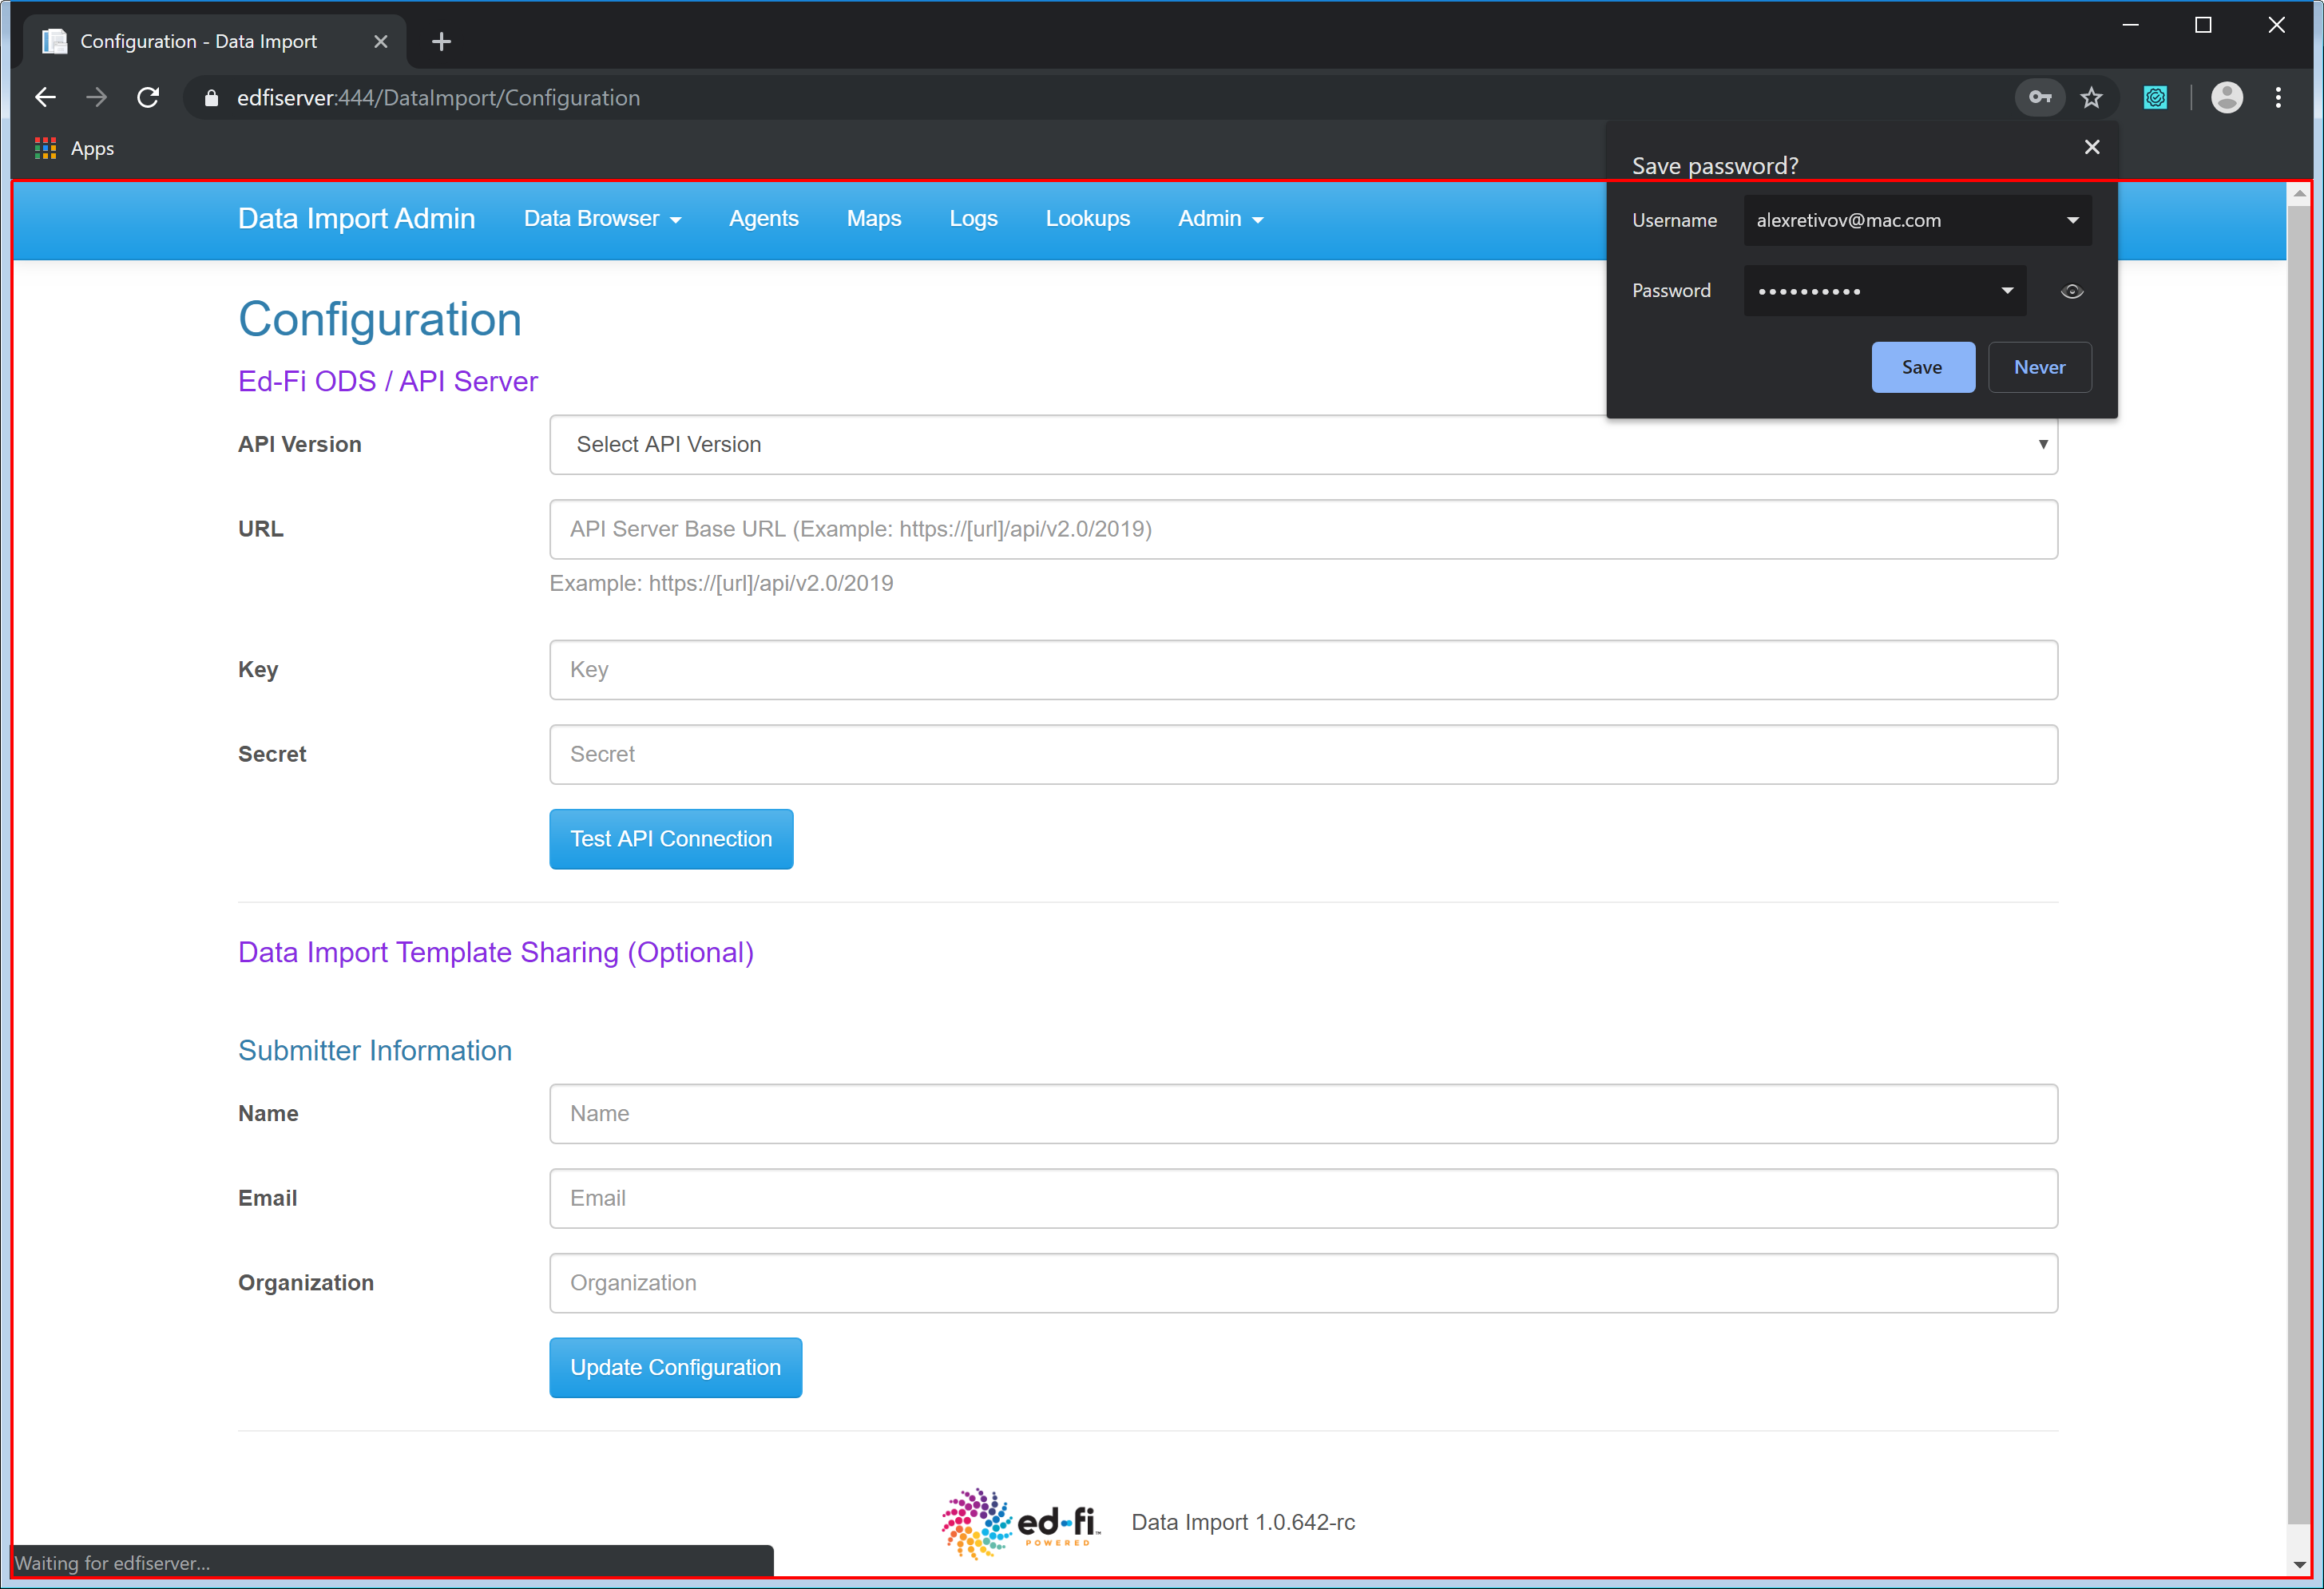 Configuration - Data Import
edfiserver:444/DataImport/Configuration
Apps
Save password?
Username alexretivov@mac.com
Password ••••••••••
Save Never
Data Import Admin Data Browser Agents Maps Logs Lookups Admin
Configuration
Ed-Fi ODS / API Server
API Version Select API Version
URL API Server Base URL (Example: https://[url]/api/v2.0/2019)
Example: https://[url]/api/v2.0/2019
Key Key
Secret Secret
Test API Connection
Data Import Template Sharing (Optional)
Submitter Information
Name Name
Email Email
Organization Organization
Update Configuration
ed-fi™ Data Import 1.0.642-rc
POWERED
Waiting for edfiserver...